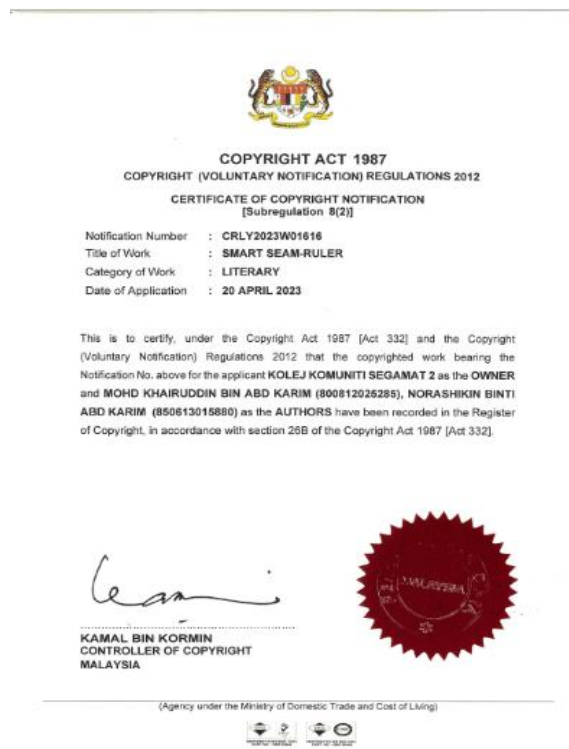 COPYRIGHT ACT 1987
COPYRIGHT (VOLUNTARY NOTIFICATION) REGULATIONS 2012
CERTIFICATE OF COPYRIGHT NOTIFICATION
[Subregulation 8(2)]
Notification Number : CRLY2023W01616
Title of Work : SMART SEAM-RULER
Category of Work : LITERARY
Date of Application : 20 APRIL 2023
This is to certify, under the Copyright Act 1987 [Act 332] and the Copyright
(Voluntary Notification) Regulations 2012 that the copyrighted work bearing the
Notification No. above for the applicant KOLEJ KOMUNITI SEGAMAT 2 as the OWNER
and MOHD KHAIRUDDIN BIN ABD KARIM (800812025285), NORASHIKIN BINTI
ABD KARIM (850613015880) as the AUTHORS have been recorded in the Register
of Copyright, in accordance with section 26B of the Copyright Act 1987 [Act 332].
KAMAL BIN KORMIN
CONTROLLER OF COPYRIGHT
MALAYSIA
MALAYSIA
(Agency under the Ministry of Domestic Trade and Cost of Living)